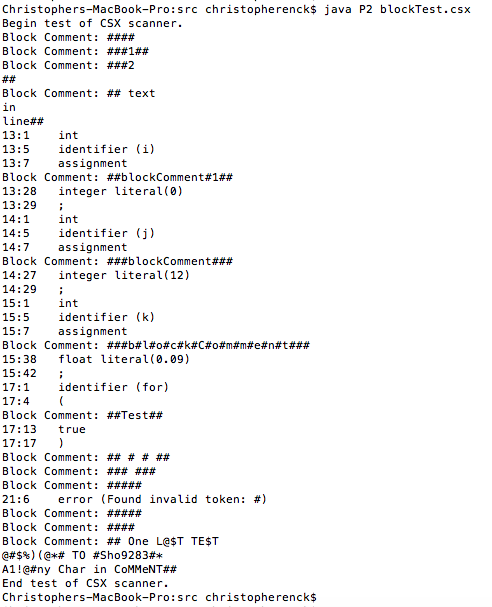 Christophers-MacBook-Pro:src christopherenck$ java P2 blockTest.csx
Begin test of CSX scanner.
Block Comment: ####
Block Comment: ###1##
Block Comment: ###2
##
Block Comment: ## text
in
line##
13:1 int
13:5 identifier (i)
13:7 assignment
Block Comment: ##blockComment#1##
13:28 integer literal(0)
13:29 ;
14:1 int
14:5 identifier (j)
14:7 assignment
Block Comment: ###blockComment###
14:27 integer literal(12)
14:29 ;
15:1 int
15:5 identifier (k)
15:7 assignment
Block Comment: ###b#l#o#c#k#C#o#m#m#e#n#t###
15:38 float literal(0.09)
15:42 ;
17:1 identifier (for)
17:4 (
Block Comment: ##Test##
17:13 true
17:17 )
Block Comment: ## # # ##
Block Comment: ### ###
Block Comment: #####
21:6 error (Found invalid token: #)
Block Comment: #####
Block Comment: ####
Block Comment: ## One L@$T TE$T
@#$%)(@*# TO #Sho9283#*
A1!@#ny Char in CoMMeNT##
End test of CSX scanner.
Christophers-MacBook-Pro:src christopherenck$